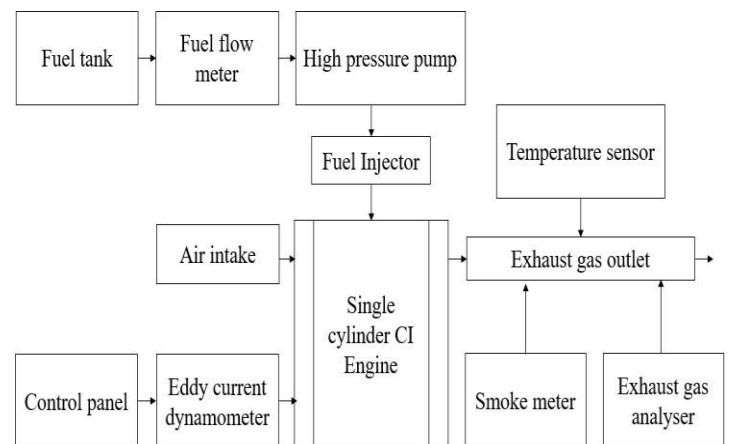 Fuel tank
Fuel flow
meter
High pressure pump
Fuel Injector
Temperature sensor
Air intake
Exhaust gas outlet
Single
cylinder CI
Engine
Control panel
Eddy current
dynamometer
Smoke meter
Exhaust gas
analyser